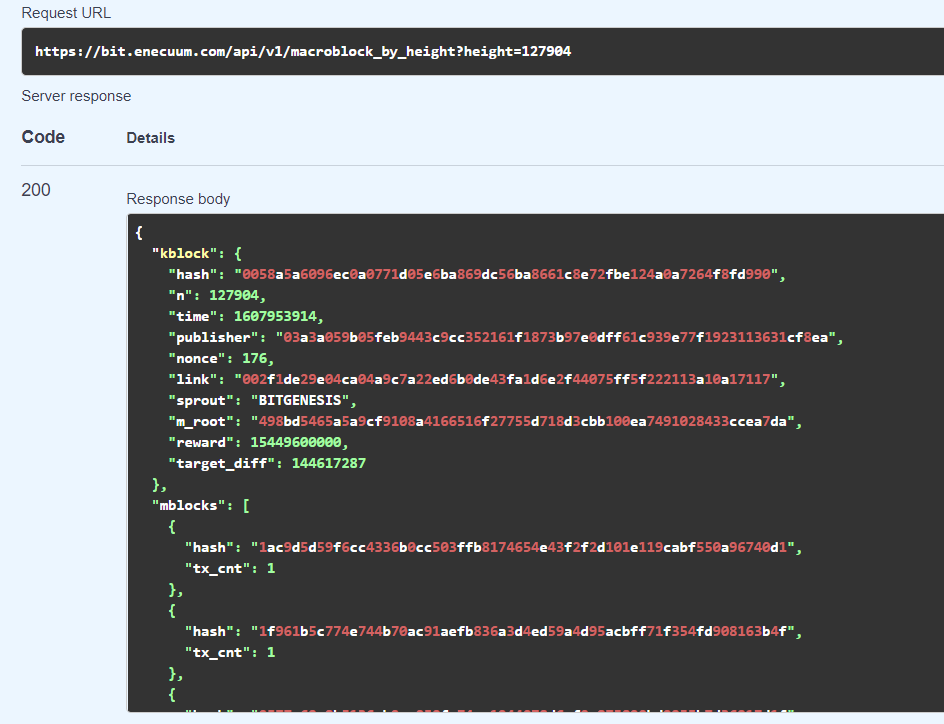 Request URL
https://bit.enecuum.com/api/v1/macroblock_by_height?height=127904
Server response
Code Details
200
Response body
{
"kblock": {
"hash": "0058a5a6096ec0a0771d05e6ba869dc56ba8661c8e72fbe124a0a7264f8fd990",
"n": 127904,
"time": 1607953914,
"publisher": "03a3a059b05feb9443c9cc352161f1873b97e0dff61c939e77f1923113631cf8ea",
"nonce": 176,
"link": "002f1de29e04ca04a9c7a22ed6b0de43fa1d6e2f44075ff5f222113a10a17117",
"sprout": "BITGENESIS",
"m_root": "498bd5465a5a9cf9108a4166516f27755d718d3cbb100ea7491028433ccea7da",
"reward": 15449600000,
"target_diff": 144617287
},
"mblocks": [
{
"hash": "1ac9d5d59f6cc4336b0cc503ffb8174654e43f2f2d101e119cabf550a96740d1",
"tx_cnt": 1
},
{
"hash": "1f961b5c774e744b70ac91aefb836a3d4ed59a4d95acbff71f354fd908163b4f",
"tx_cnt": 1
},
{